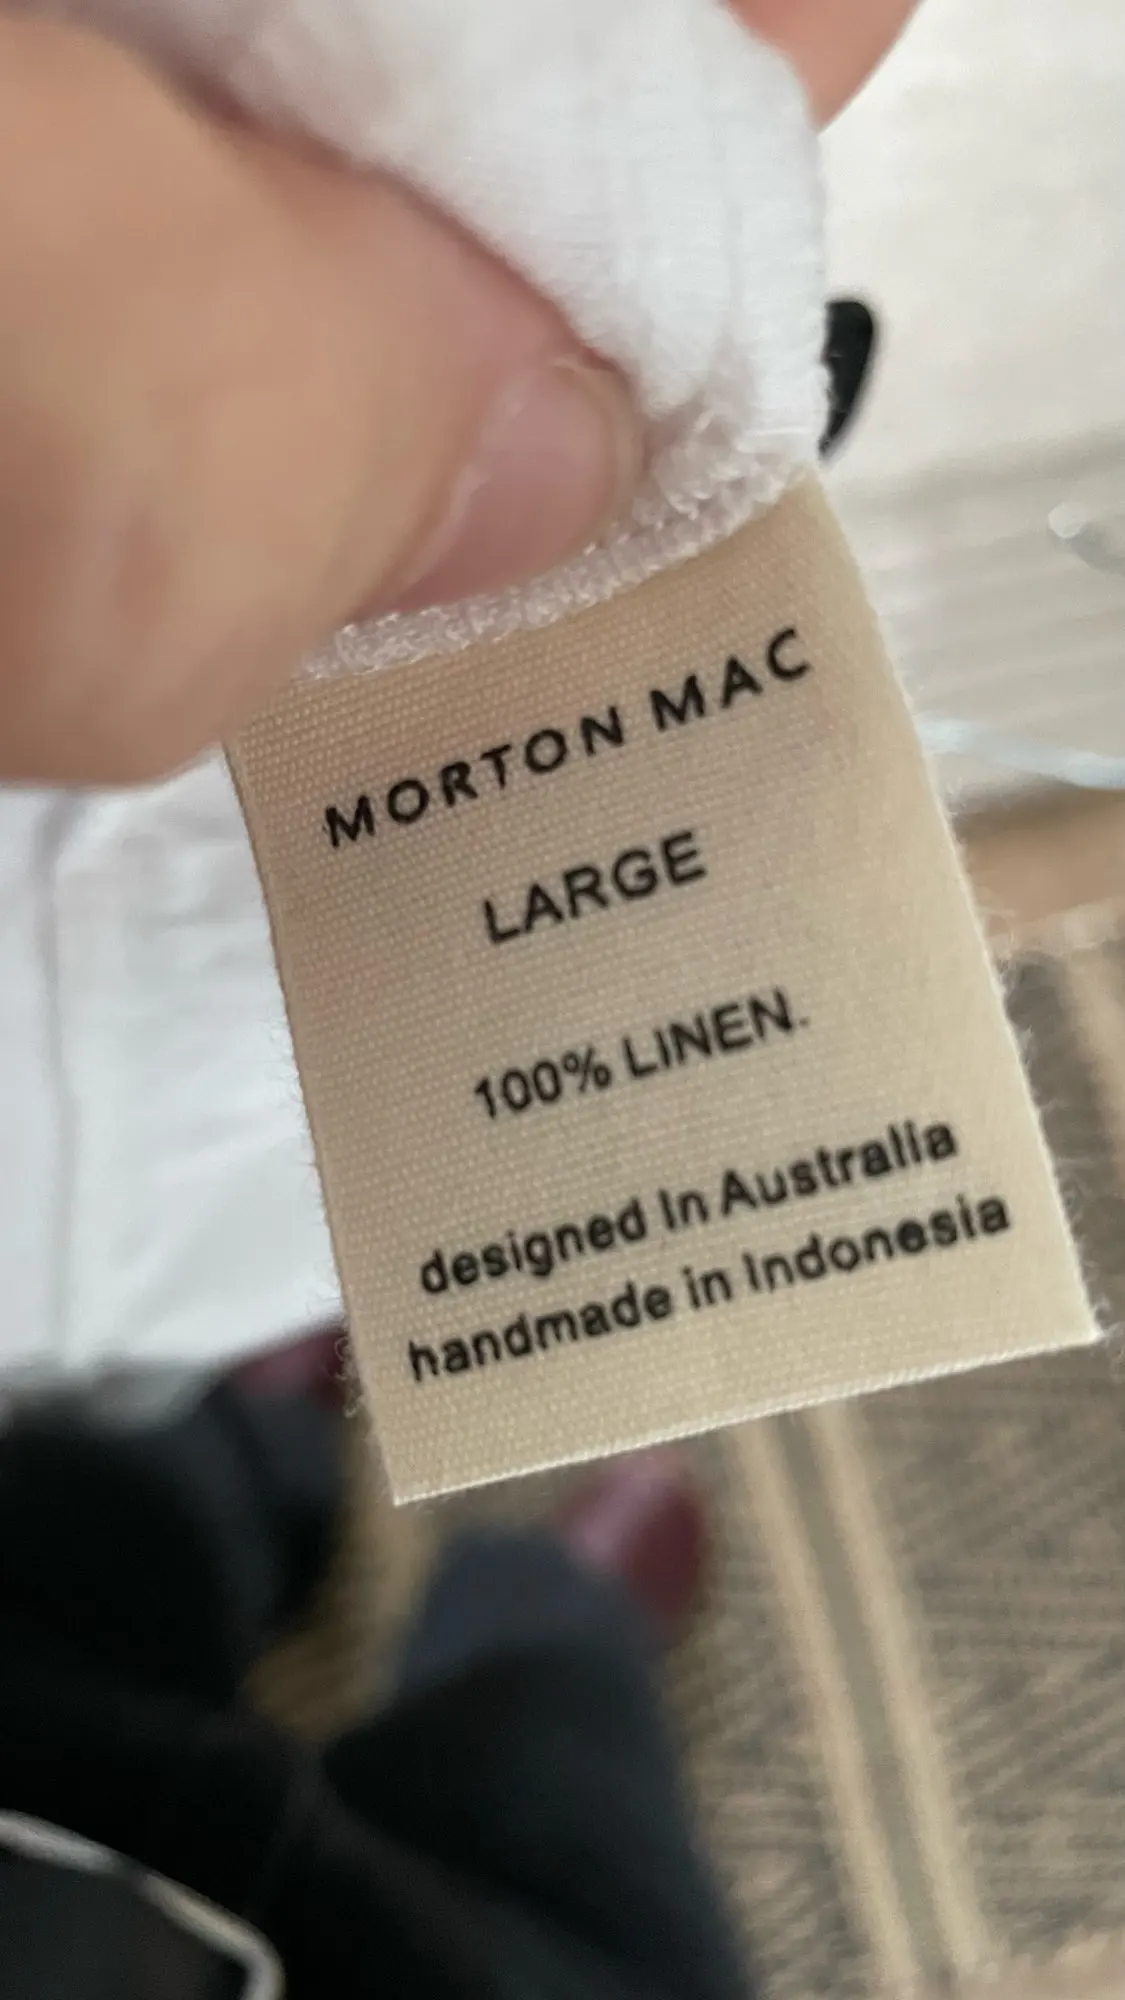 MORTON MAC
LARGE
100% LINEN.
designed In Australia
handmade in Indonesia